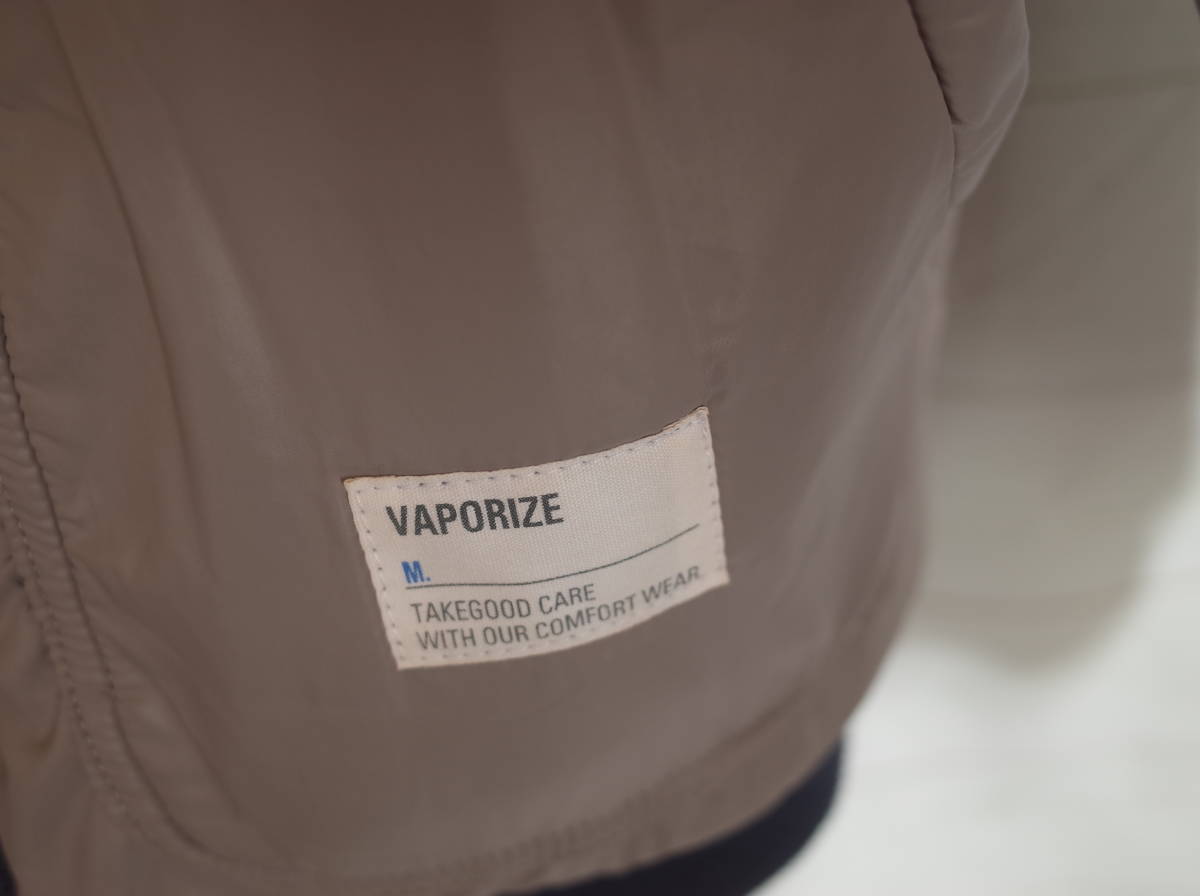 VAPORIZE
M.
TAKEGOOD CARE
WITH OUR COMFORT WEAR